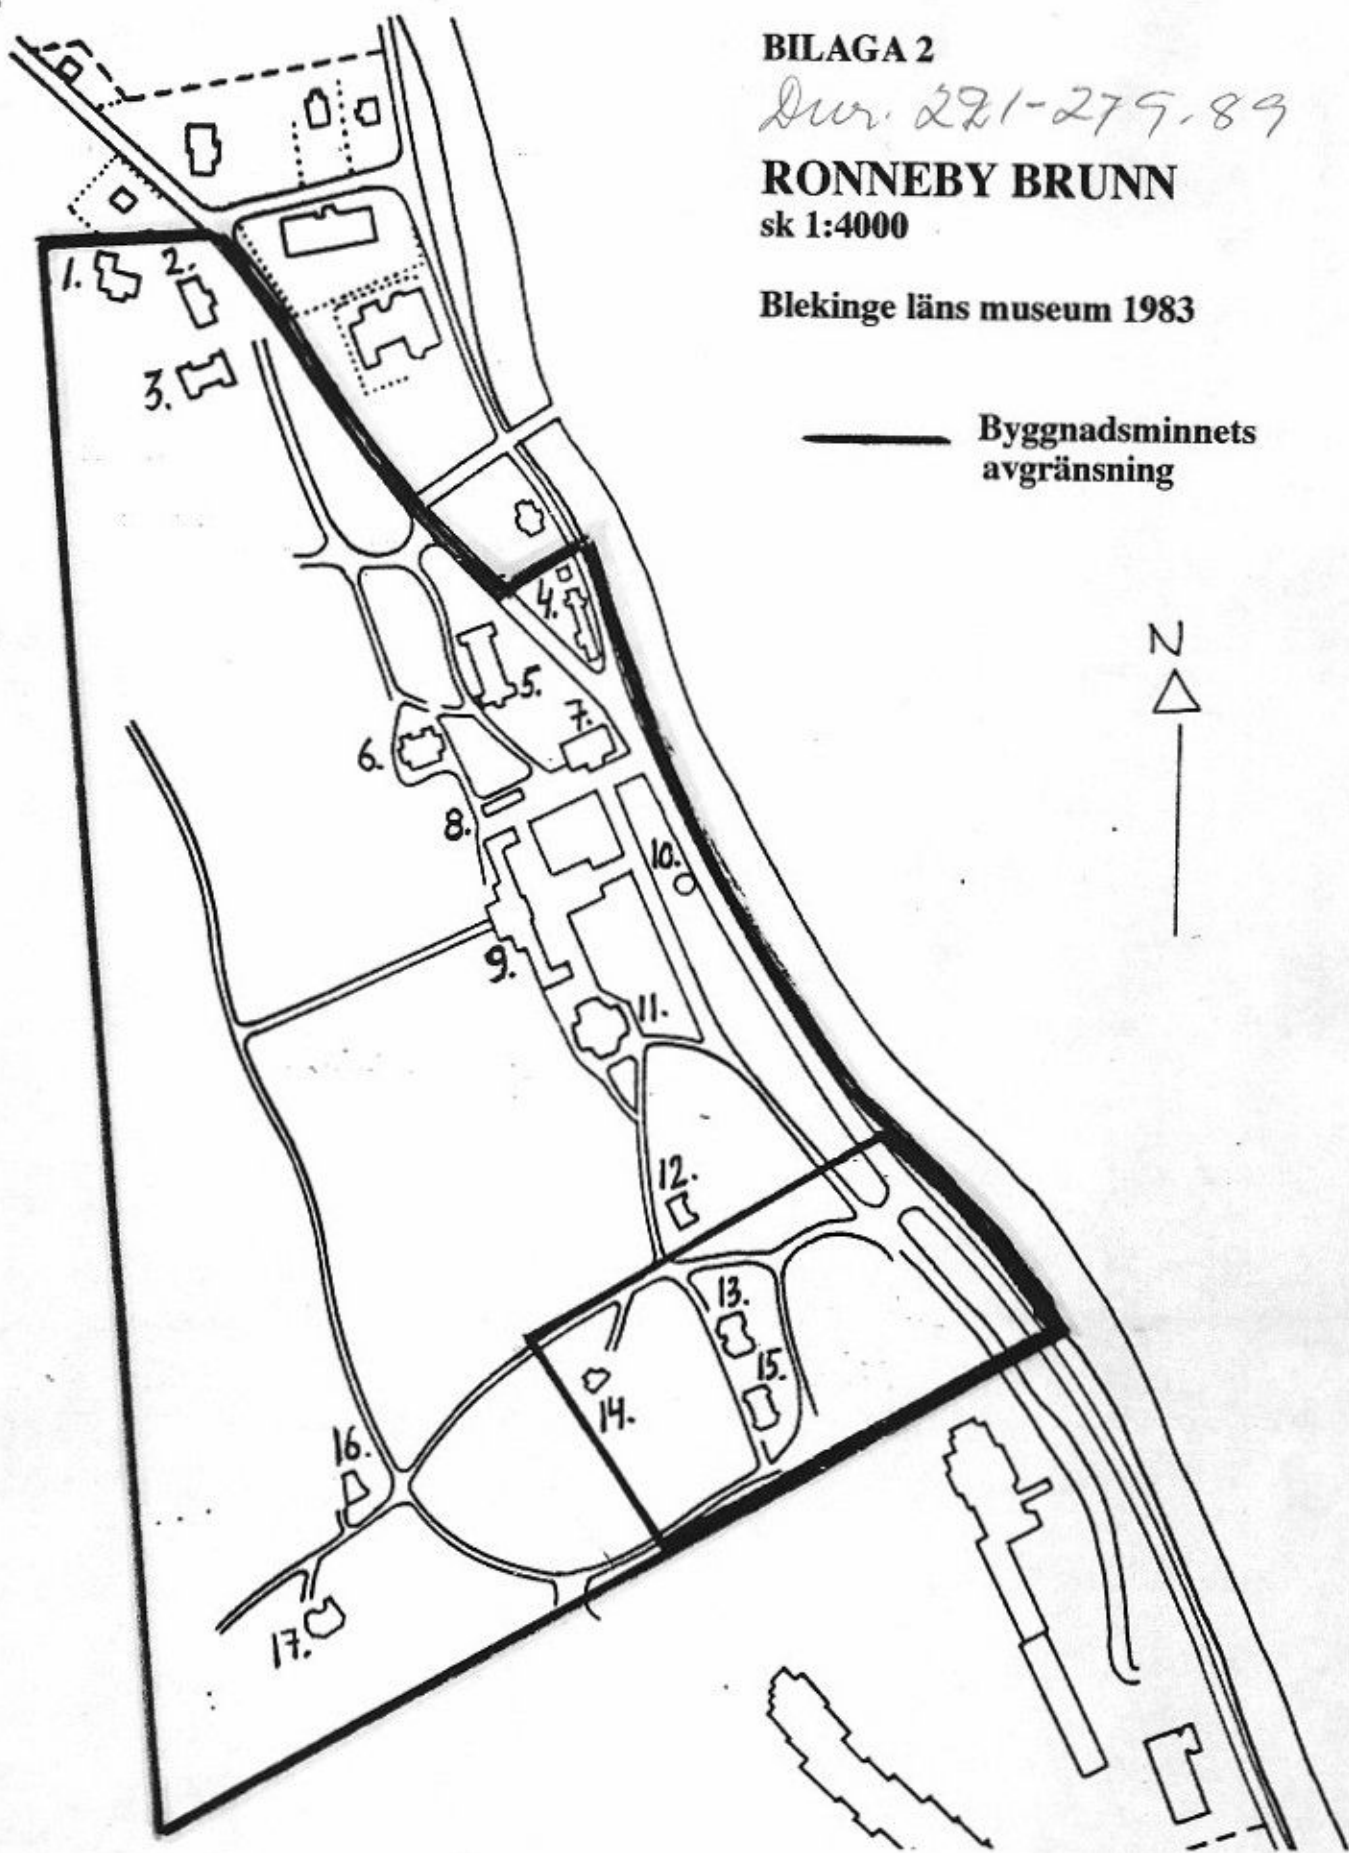 BILAGA 2
Dnr. 221-279.89
RONNEBY BRUNN
sk 1:4000
Blekinge läns museum 1983
Byggnadsminnets
avgränsning
N
1.
2.
3.
4.
5.
6.
7.
8.
9.
10.
11.
12.
13.
14.
15.
16.
17.